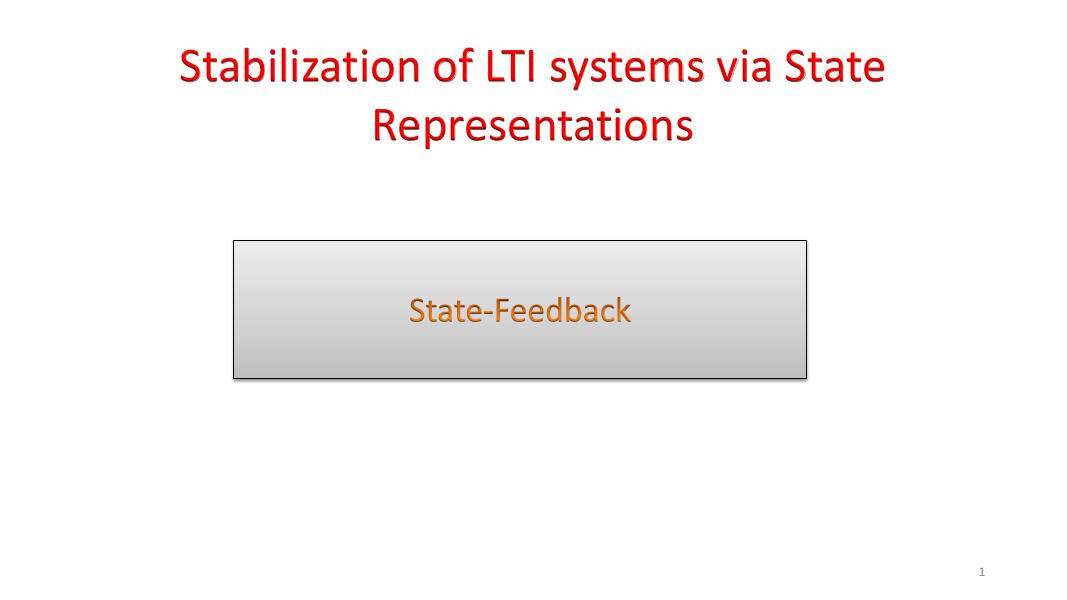 Stabilization of LTI systems via State
Representations
State-Feedback
1